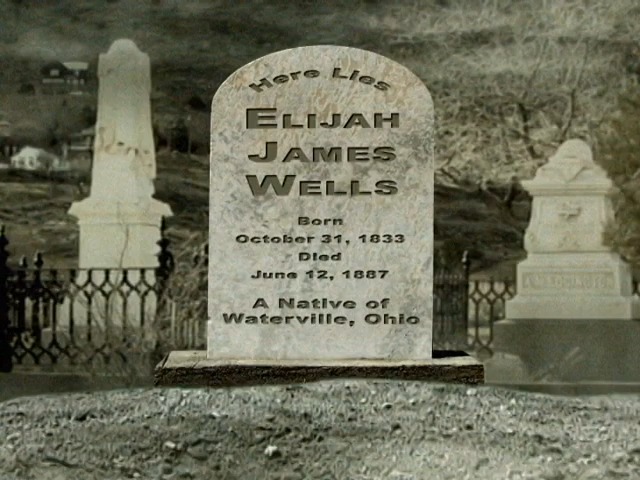 Here Lies
Elijah
James
Wells
Born
October 31, 1833
Died
June 12, 1887
A Native of
Waterville, Ohio